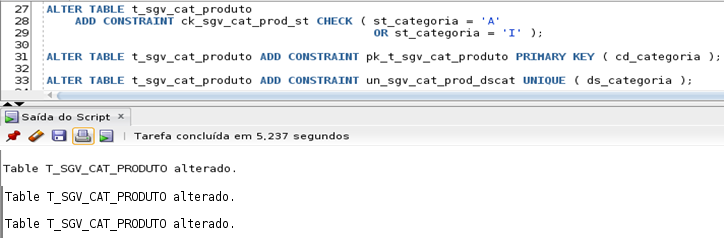 27 ALTER TABLE t_sgv_cat_produto
28 ADD CONSTRAINT ck_sgv_cat_prod_st CHECK ( st_categoria = 'A'
29 OR st_categoria = 'I' );
30
31 ALTER TABLE t_sgv_cat_produto ADD CONSTRAINT pk_t_sgv_cat_produto PRIMARY KEY ( cd_categoria );
32
33 ALTER TABLE t_sgv_cat_produto ADD CONSTRAINT un_sgv_cat_prod_dscat UNIQUE ( ds_categoria );
Saída do Script ×
Tarefa concluída em 5,237 segundos
Table T_SGV_CAT_PRODUTO alterado.
Table T_SGV_CAT_PRODUTO alterado.
Table T_SGV_CAT_PRODUTO alterado.